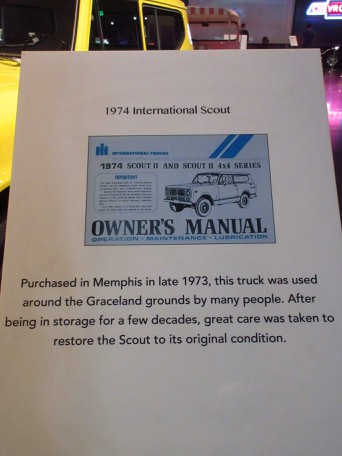 1974 International Scout
INTERNATIONAL TRUCKS
1974 SCOUT II AND SCOUT II 4x4 SERIES
IMPORTANT
OWNER'S MANUAL
OPERATION · MAINTENANCE · LUBRICATION
Purchased in Memphis in late 1973, this truck was used
around the Graceland grounds by many people. After
being in storage for a few decades, great care was taken to
restore the Scout to its original condition.